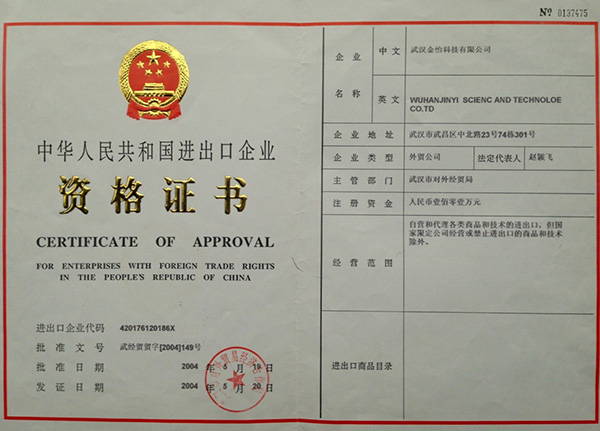 No 0137475
中华人民共和国进出口企业
资格证书
CERTIFICATE OF APPROVAL
FOR ENTERPRISES WITH FOREIGN TRADE RIGHTS
IN THE PEOPLE'S REPUBLIC OF CHINA
进出口企业代码 420176120186X
批准文号 武经贸贸字[2004]149号
批准日期 2004 年 5 月 19 日
发证日期 2004 年 5 月 20 日
企业名称 中文 武汉金怡科技有限公司
英文 WUHANJINYI SCIENC AND TECHNOLOE
CO.TD
企业地址 武汉市武昌区中北路23号74栋301号
企业类型 外贸公司 法定代表人 赵颖飞
主管部门 武汉市对外经贸局
注册资金 人民币壹佰零壹万元
经营范围 自营和代理各类商品和技术的进出口，但国
家限定公司经营或禁止进出口的商品和技术
除外。
进出口商品目录